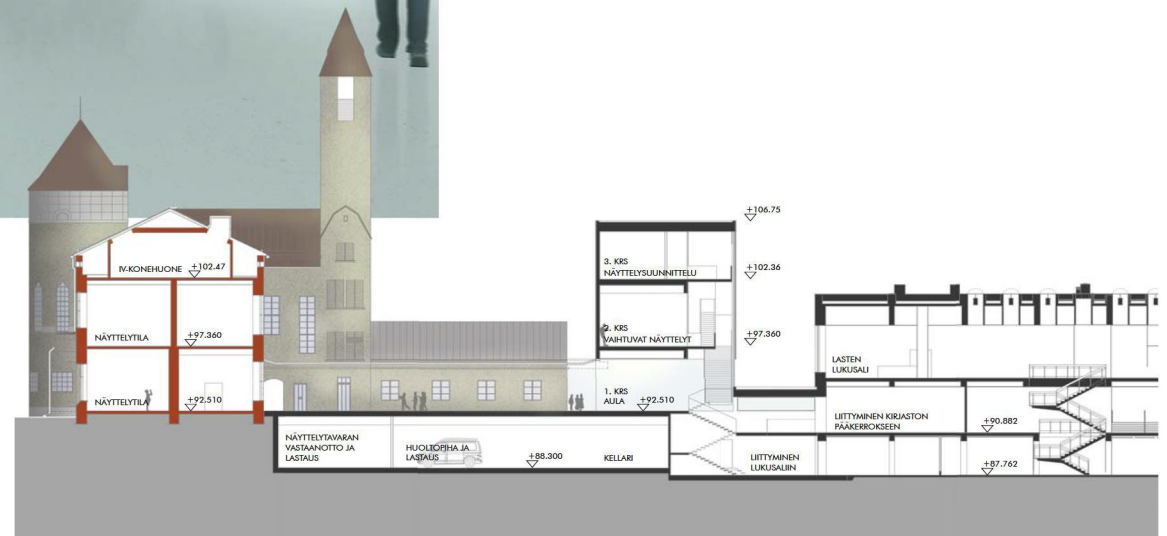 IV-KONEHUONE +102.47
NÄYTTELYTILA +97.360
NÄYTTELYTILA +92.510
NÄYTTELYTAVARAN
VASTAANOTTO JA
LASTAUS
HUOLTOPIHA JA
LASTAUS
+88.300
KELLARI
+106.75
3. KRS
NÄYTTELYSUUNNITTELU
+102.36
2. KRS
VAIHTUVAT NÄYTTELYT
+97.360
1. KRS
AULA +92.510
LASTEN
LUKUSALI
LIITTYMINEN KIRJASTON
PÄÄKERROKSEEN
+90.882
LIITTYMINEN
LUKUSALIIN
+87.762